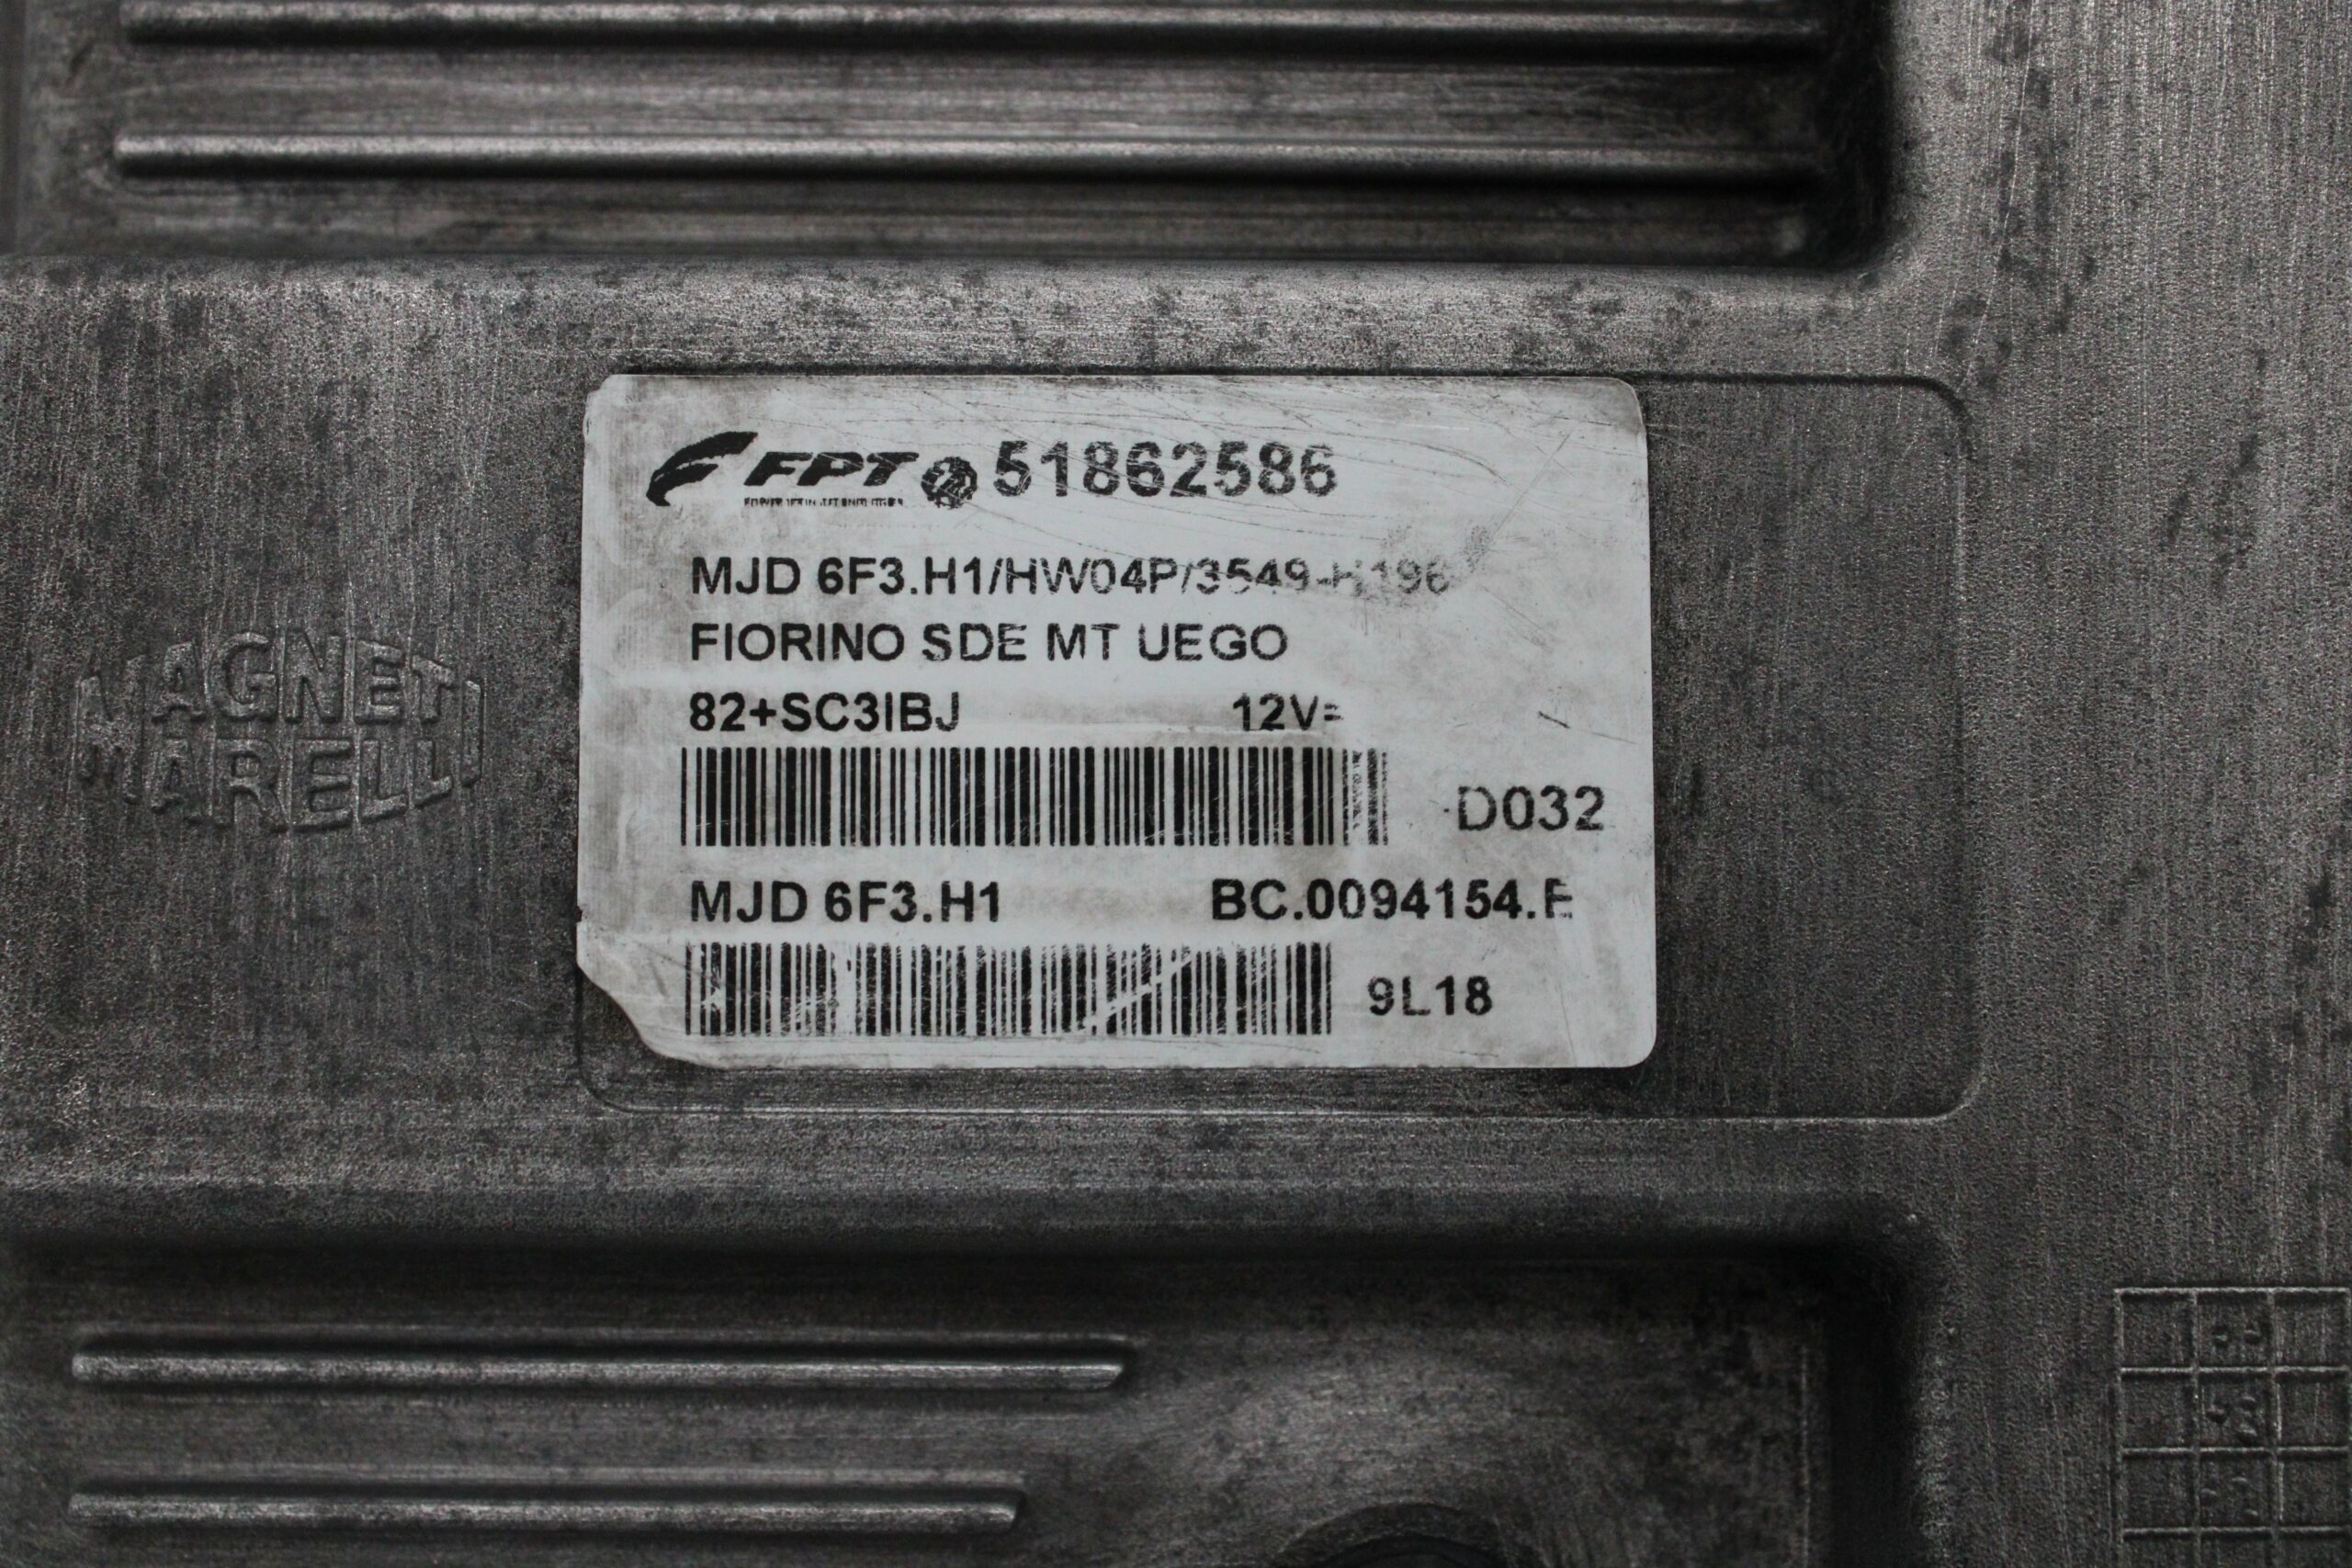 MAGNETI
MARELLI
FPT 51862586
MJD 6F3.H1/HW04P/3549-H196
FIORINO SDE MT UEGO
82+SC3IBJ 12V=
D032
MJD 6F3.H1 BC.0094154.F
9L18